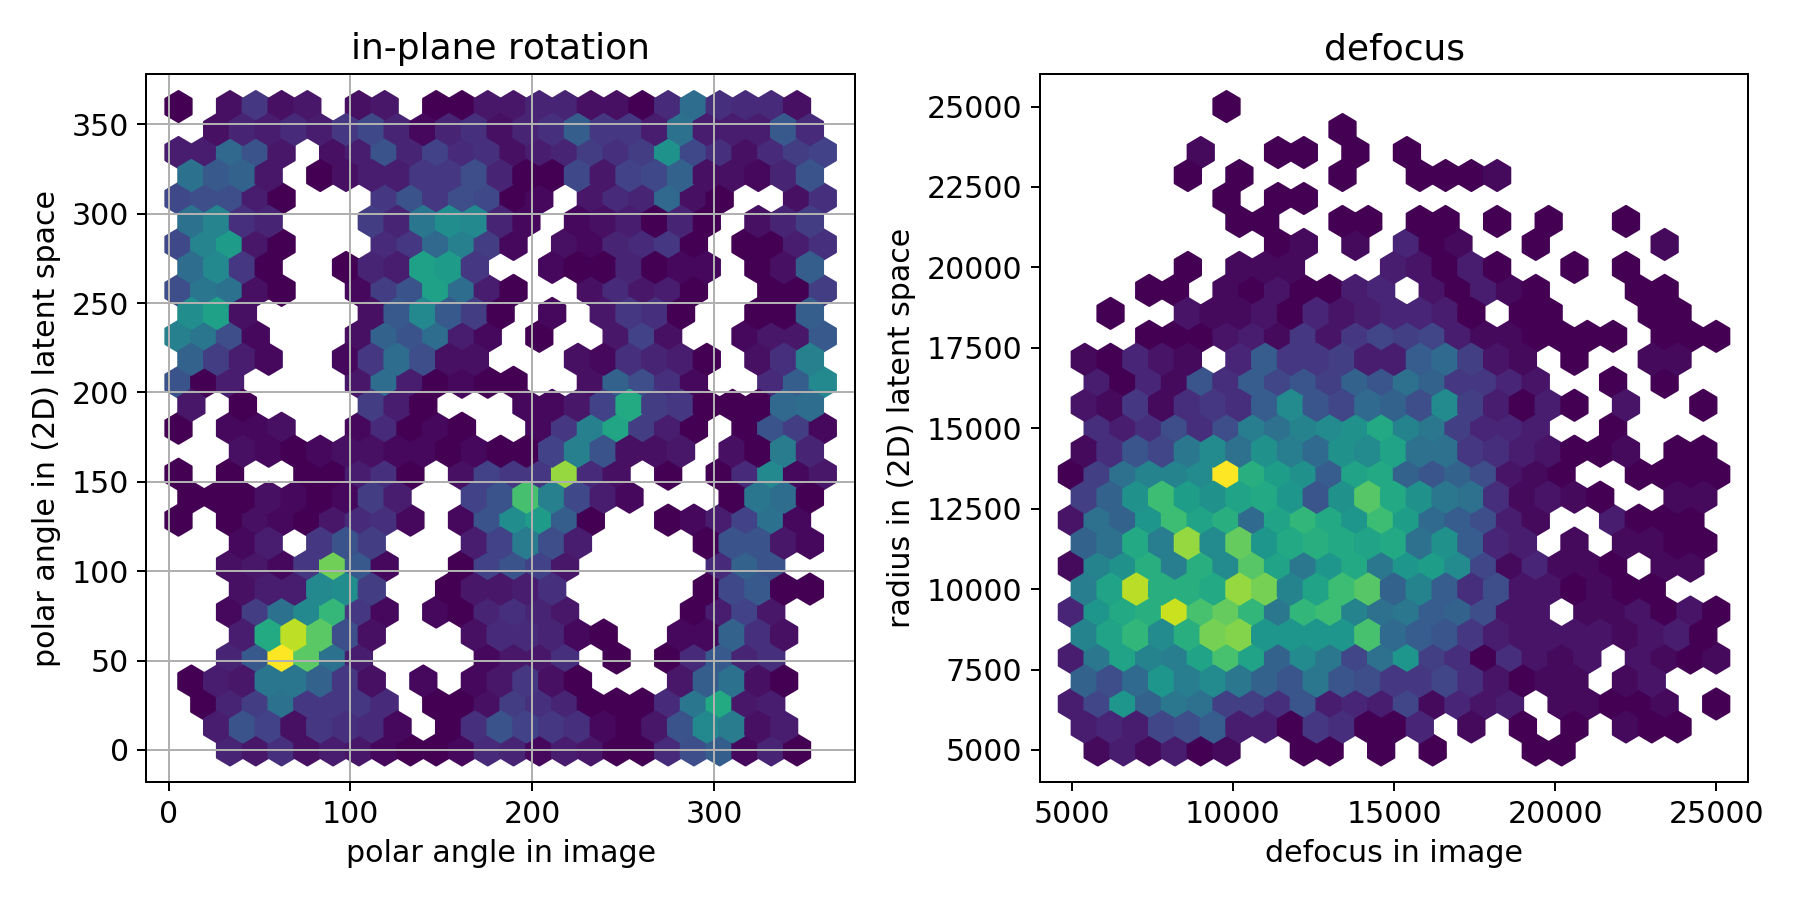 in-plane rotation
350
300
250
200
150
100
50
0
polar angle in (2D) latent space
0 100 200 300
polar angle in image
defocus
25000
22500
20000
17500
15000
12500
10000
7500
5000
radius in (2D) latent space
5000 10000 15000 20000 25000
defocus in image